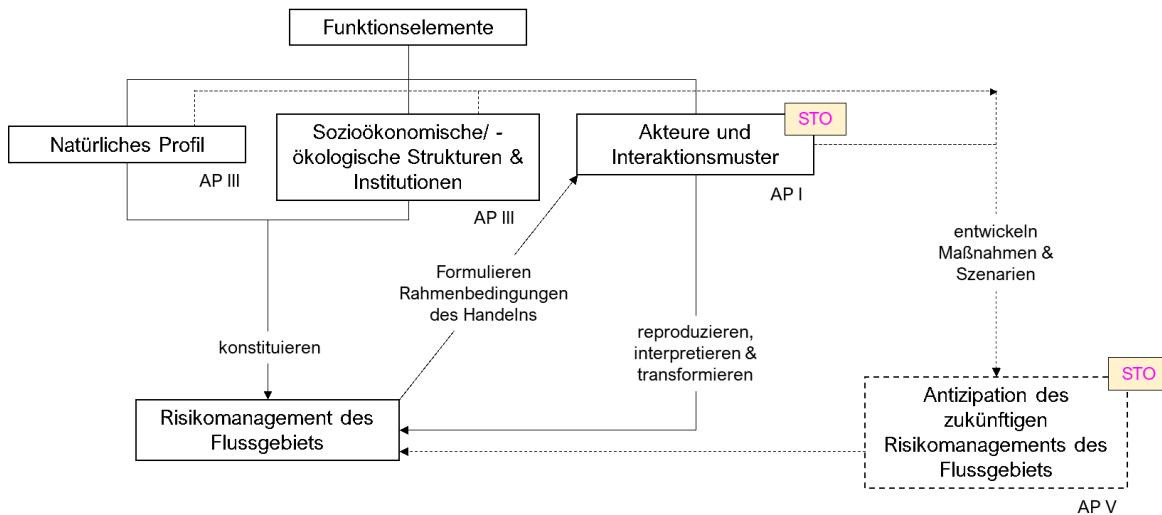 Funktionselemente
STO
Natürliches Profil
AP III
Sozioökonomische/ -
ökologische Strukturen &
Institutionen
AP III
Akteure und
Interaktionsmuster
AP I
entwickeln
Maßnahmen &
Szenarien
Formulieren
Rahmenbedingungen
des Handelns
reproduzieren,
interpretieren &
transformieren
konstituieren
STO
Risikomanagement des
Flussgebiets
Antizipation des
zukünftigen
Risikomanagements des
Flussgebiets
AP V